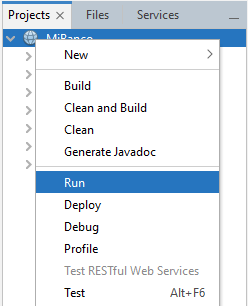 Projects Files Services
MiBanco
New
Build
Clean and Build
Clean
Generate Javadoc
Run
Deploy
Debug
Profile
Test RESTful Web Services
Test Alt+F6